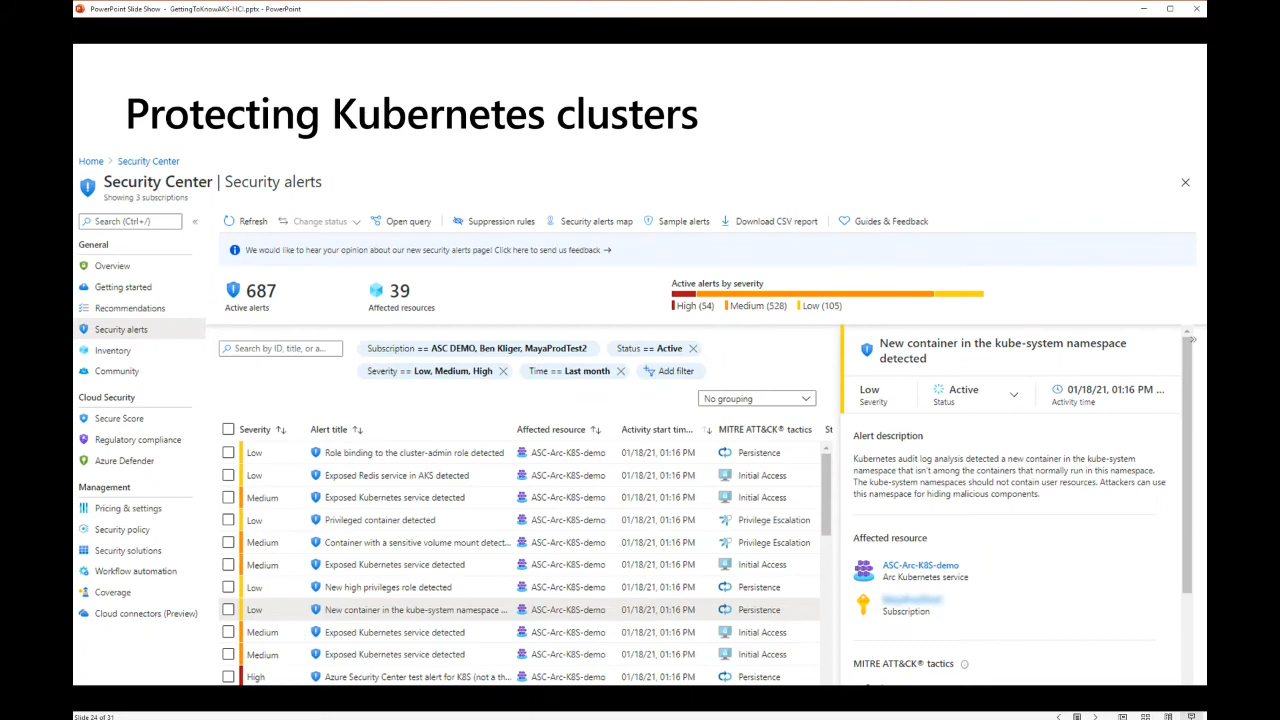 PowerPoint Slide Show - GettingToKnowAKS-HCI.pptx - PowerPoint
Protecting Kubernetes clusters
Home > Security Center
Security Center | Security alerts
Showing 3 subscriptions
Search (Ctrl+/) «
Refresh Change status Open query Suppression rules Security alerts map Sample alerts Download CSV report Guides & Feedback
General
Overview
Getting started
Recommendations
Security alerts
Inventory
Community
Cloud Security
Secure Score
Regulatory compliance
Azure Defender
Management
Pricing & settings
Security policy
Security solutions
Workflow automation
Coverage
Cloud connectors (Preview)
We would like to hear your opinion about our new security alerts page! Click here to send us feedback →
687
Active alerts
39
Affected resources
Active alerts by severity
High (54) Medium (528) Low (105)
Search by ID, title, or a...
Subscription == ASC DEMO, Ben Kliger, MayaProdTest2 Status == Active
Severity == Low, Medium, High Time == Last month Add filter
No grouping
Severity Alert title Affected resource Activity start tim... MITRE ATT&CK® tactics St
Low Role binding to the cluster-admin role detected ASC-Arc-K8S-demo 01/18/21, 01:16 PM Persistence
Low Exposed Redis service in AKS detected ASC-Arc-K8S-demo 01/18/21, 01:16 PM Initial Access
Medium Exposed Kubernetes service detected ASC-Arc-K8S-demo 01/18/21, 01:16 PM Initial Access
Low Privileged container detected ASC-Arc-K8S-demo 01/18/21, 01:16 PM Privilege Escalation
Medium Container with a sensitive volume mount detect... ASC-Arc-K8S-demo 01/18/21, 01:16 PM Privilege Escalation
Medium Exposed Kubernetes service detected ASC-Arc-K8S-demo 01/18/21, 01:16 PM Initial Access
Low New high privileges role detected ASC-Arc-K8S-demo 01/18/21, 01:16 PM Persistence
Low New container in the kube-system namespace ... ASC-Arc-K8S-demo 01/18/21, 01:16 PM Persistence
Medium Exposed Kubernetes service detected ASC-Arc-K8S-demo 01/18/21, 01:16 PM Initial Access
Medium Exposed Kubernetes service detected ASC-Arc-K8S-demo 01/18/21, 01:16 PM Initial Access
High Azure Security Center test alert for K8S (not a th... ASC-Arc-K8S-demo 01/18/21, 01:16 PM Persistence
New container in the kube-system namespace
detected
Low Active 01/18/21, 01:16 PM ...
Severity Status Activity time
Alert description
Kubernetes audit log analysis detected a new container in the kube-system
namespace that isn't among the containers that normally run in this namespace.
The kube-system namespaces should not contain user resources. Attackers can use
this namespace for hiding malicious components.
Affected resource
ASC-Arc-K8S-demo
Arc Kubernetes service
Subscription
MITRE ATT&CK® tactics
Slide 24 of 31